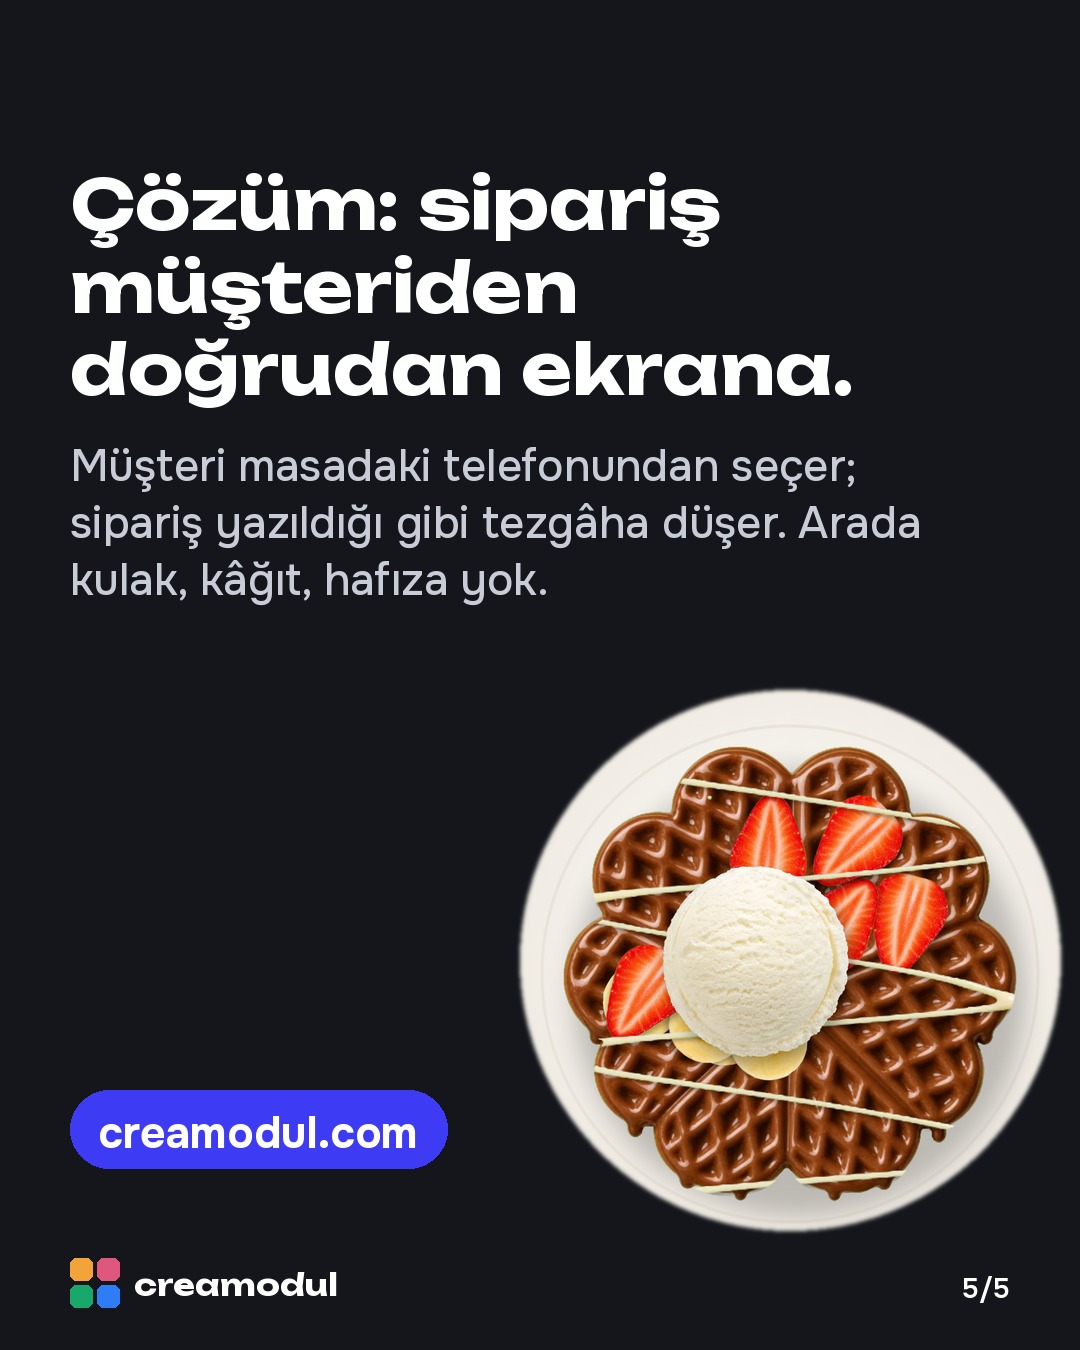 Çözüm: sipariş
müşteriden
doğrudan ekrana.
Müşteri masadaki telefonundan seçer;
sipariş yazıldığı gibi tezgâha düşer. Arada
kulak, kâğıt, hafıza yok.
creamodul.com
creamodul
5/5